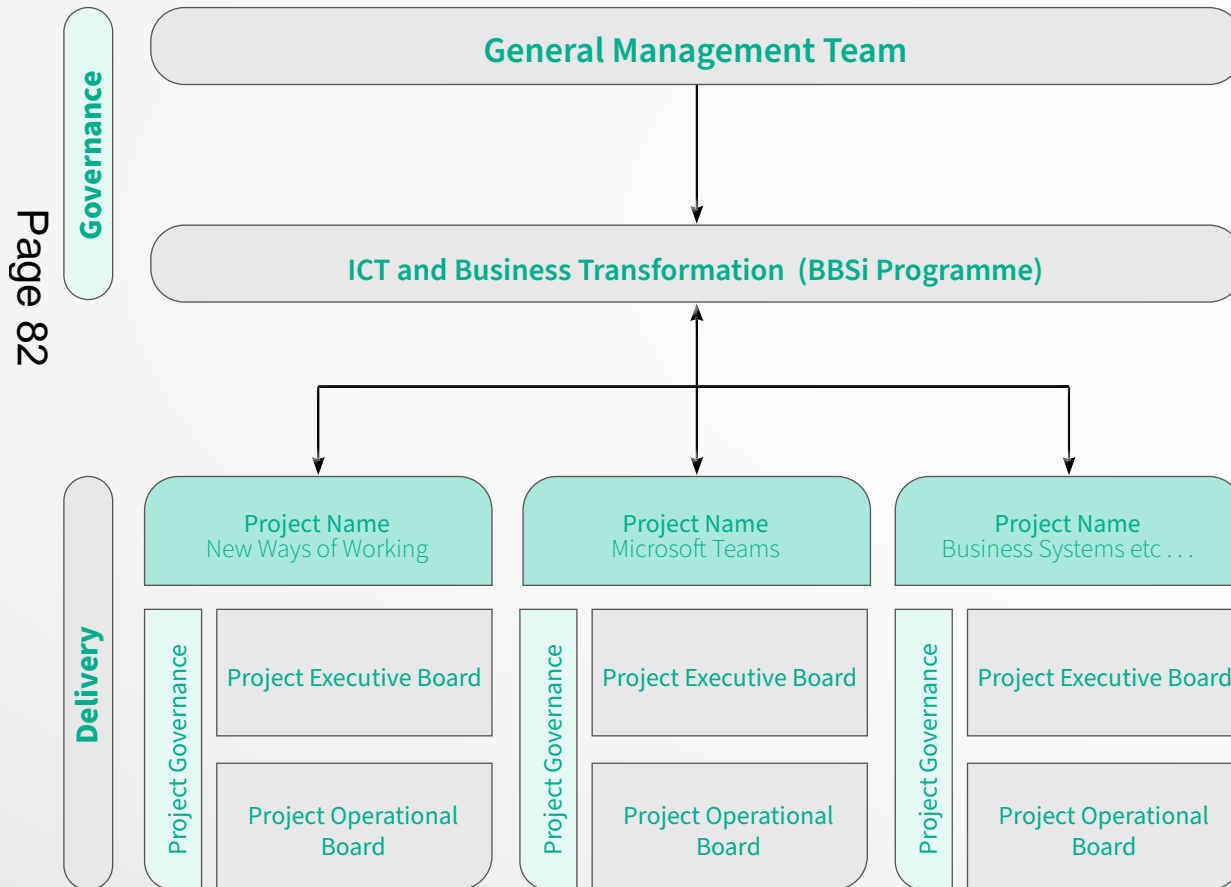 Page 82
Governance
General Management Team
ICT and Business Transformation (BBSi Programme)
Delivery
Project Name
New Ways of Working
Project Governance
Project Executive Board
Project Operational
Board
Project Name
Microsoft Teams
Project Governance
Project Executive Board
Project Operational
Board
Project Name
Business Systems etc . . .
Project Governance
Project Executive Board
Project Operational
Board